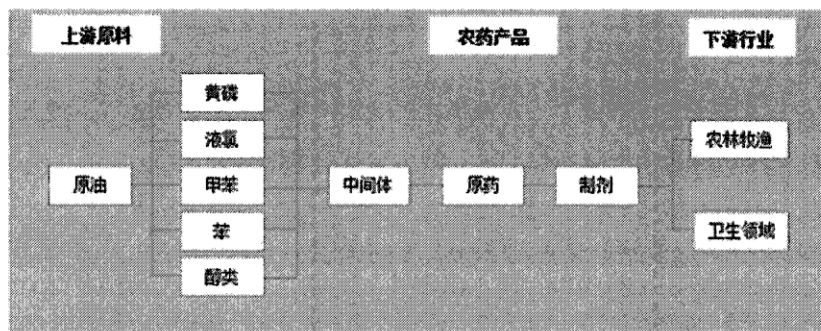 上游原料
农药产品
下游行业
黄磷
液氯
农林牧渔
原油
甲苯
中间体
原药
制剂
苯
卫生领域
醇类